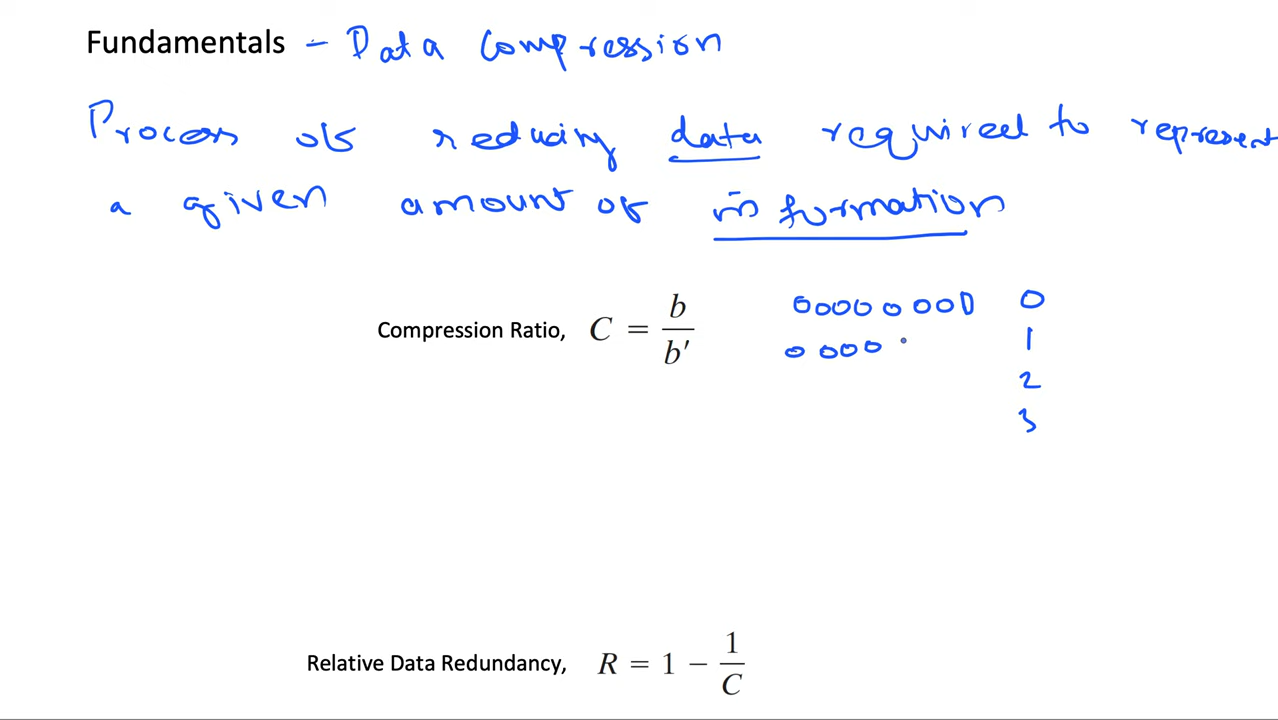 Fundamentals - Data Compression
Process of reducing data required to represent
a given amount of information
Compression Ratio, C = b / b'
00000000 0
0000 1
2
3
Relative Data Redundancy, R = 1 - 1 / C